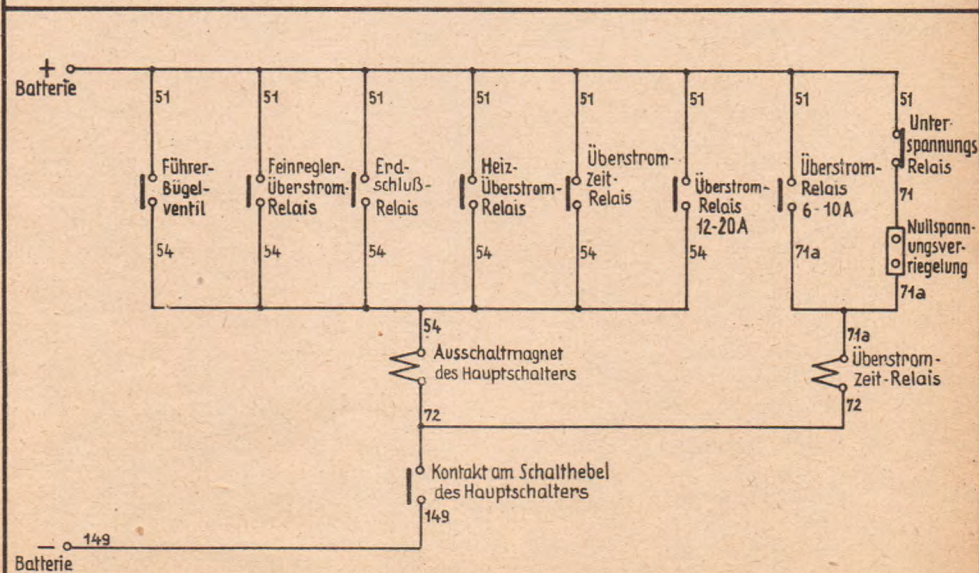 +
Batterie
51
51
51
51
51
51
51
51
Führer-
Bügel-
ventil
Feinregler-
Überstrom-
Relais
Erd-
schluß-
Relais
Heiz-
Überstrom-
Relais
Überstrom-
Zeit-
Relais
Überstrom-
Relais
12-20A
Überstrom-
Relais
6-10A
Unter-
spannungs
Relais
71
Nullspann-
ungsver-
riegelung
54
54
54
54
54
54
71a
71a
54
Ausschaltmagnet
des Hauptschalters
72
71a
Überstrom-
Zeit-Relais
72
Kontakt am Schalthebel
des Hauptschalters
149
149
−
Batterie